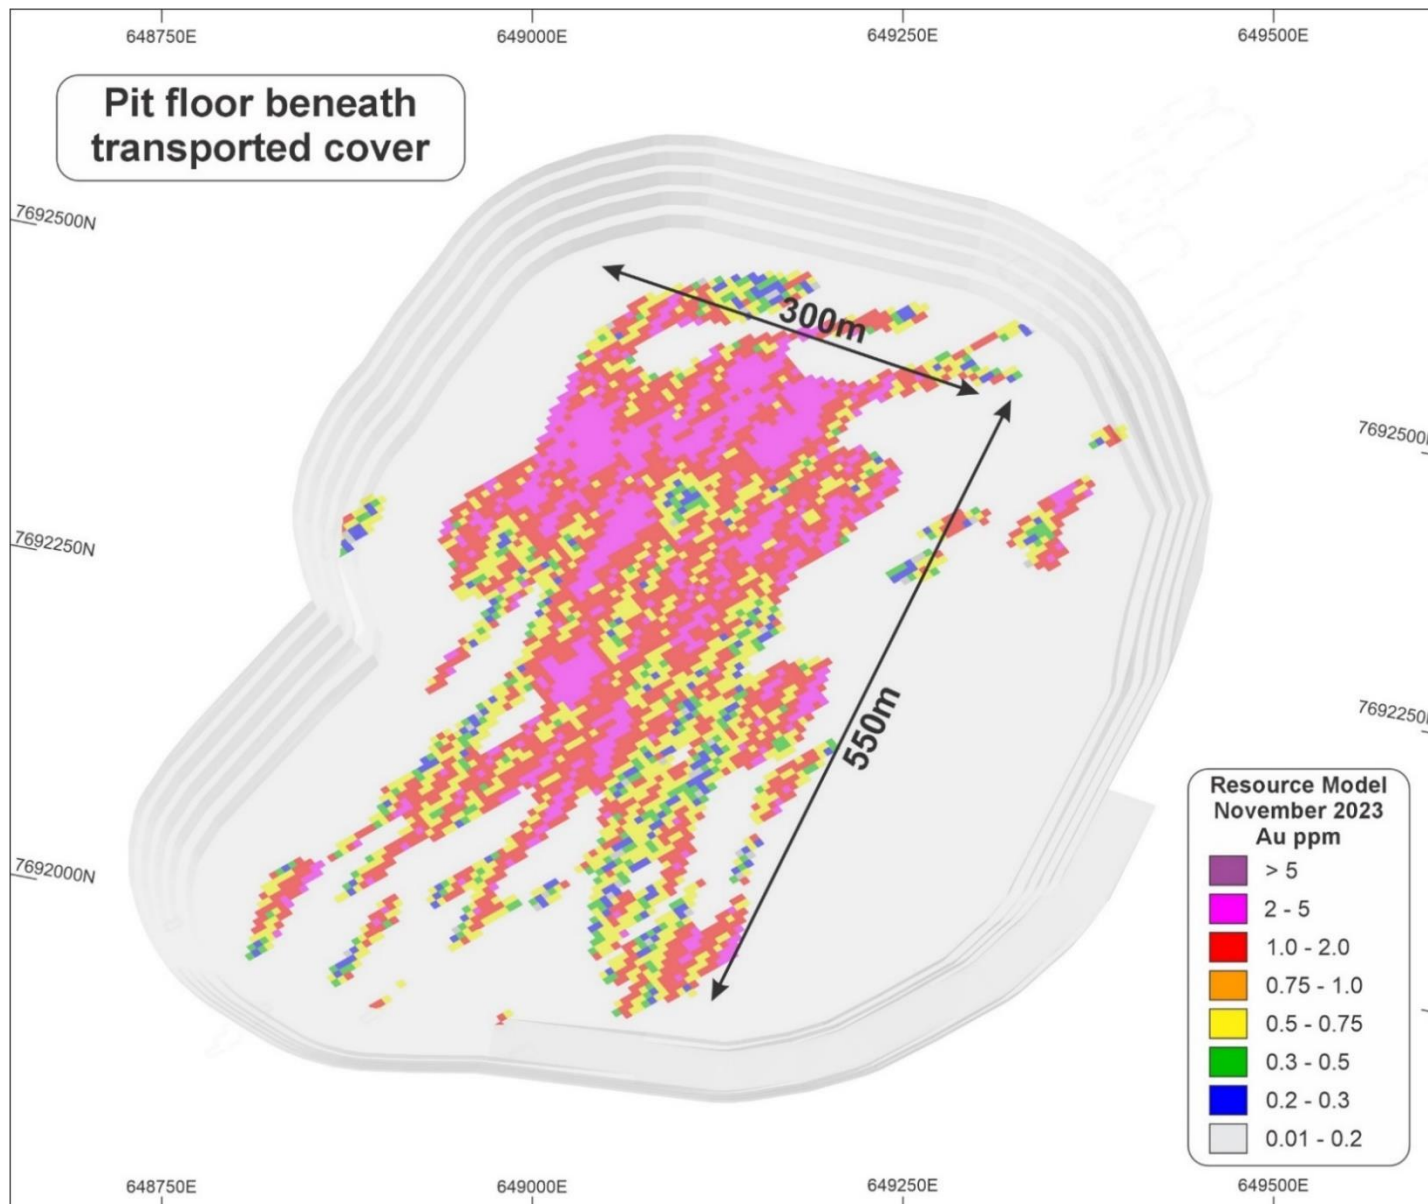 648750E
649000E
649250E
649500E
Pit floor beneath
transported cover
7692500N
300m
7692500
7692250N
7692250
550m
Resource Model
November 2023
Au ppm
> 5
2 - 5
1.0 - 2.0
0.75 - 1.0
0.5 - 0.75
0.3 - 0.5
0.2 - 0.3
0.01 - 0.2
7692000N
648750E
649000E
649250E
649500E